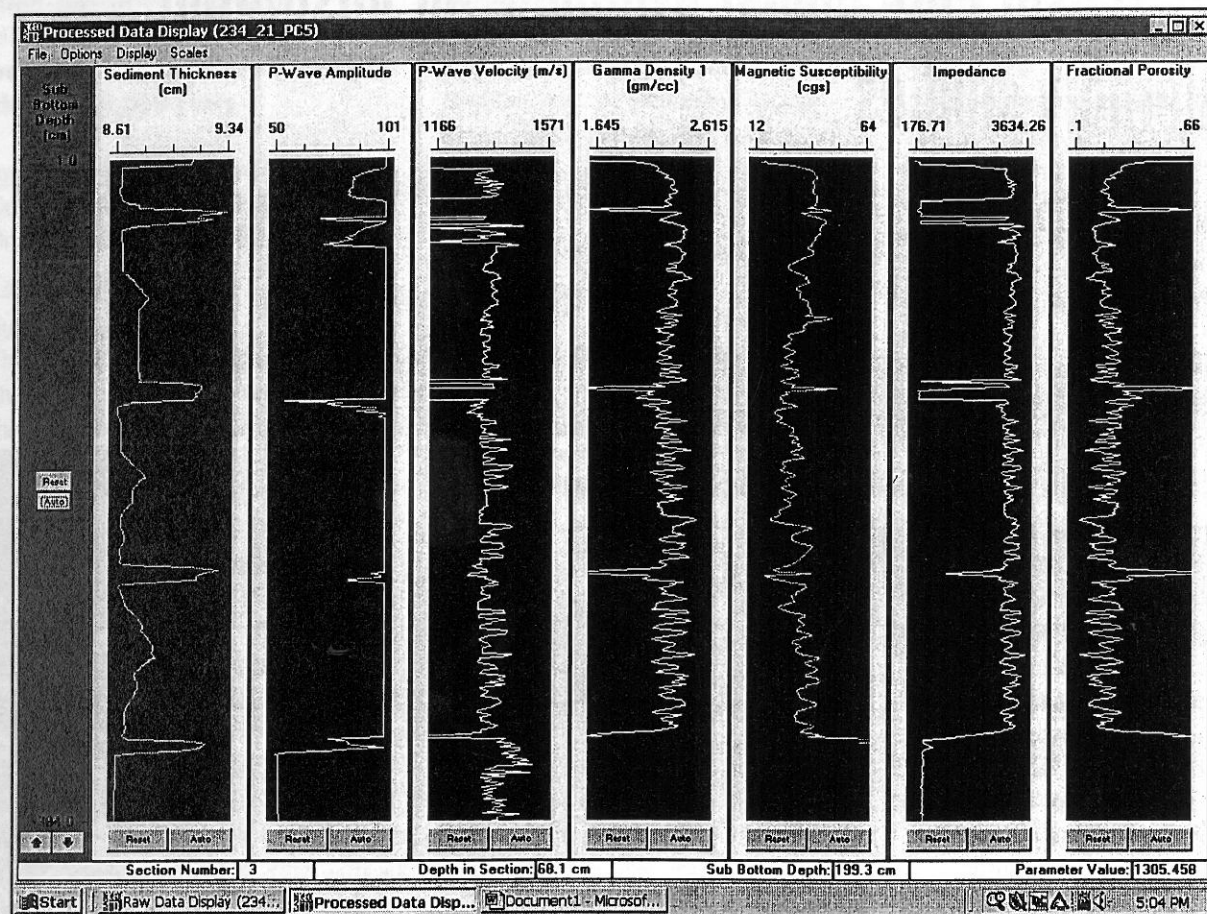 Processed Data Display (234_21_PC5)
File Options Display Scales
Sub Bottom Depth (cm)
Sediment Thickness (cm)
8.61 9.34
P-Wave Amplitude
50 101
P-Wave Velocity (m/s)
1166 1571
Gamma Density 1 (gm/cc)
1.645 2.615
Magnetic Susceptibility (cgs)
12 64
Impedance
176.71 3634.26
Fractional Porosity
.1 .66
Reset
Auto
Reset Auto
Reset Auto
Reset Auto
Reset Auto
Reset Auto
Reset Auto
Reset Auto
Section Number: 3 Depth in Section: 68.1 cm Sub Bottom Depth: 199.3 cm Parameter Value: 1305.458
Start Raw Data Display (234... Processed Data Disp... Document1 - Microsof... 5:04 PM